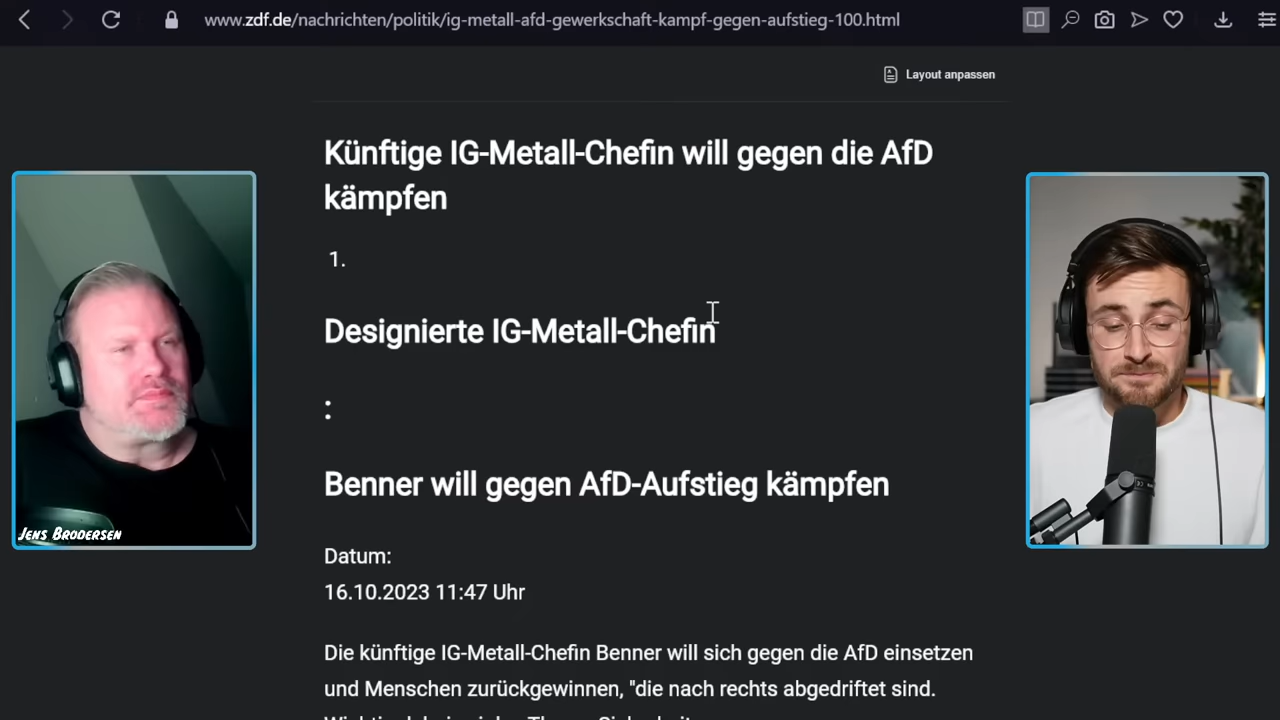 www.zdf.de/nachrichten/politik/ig-metall-afd-gewerkschaft-kampf-gegen-aufstieg-100.html
Layout anpassen
Künftige IG-Metall-Chefin will gegen die AfD
kämpfen
1.
Designierte IG-Metall-Chefin
:
Benner will gegen AfD-Aufstieg kämpfen
Datum:
16.10.2023 11:47 Uhr
Die künftige IG-Metall-Chefin Benner will sich gegen die AfD einsetzen
und Menschen zurückgewinnen, "die nach rechts abgedriftet sind.
Jens Brodersen